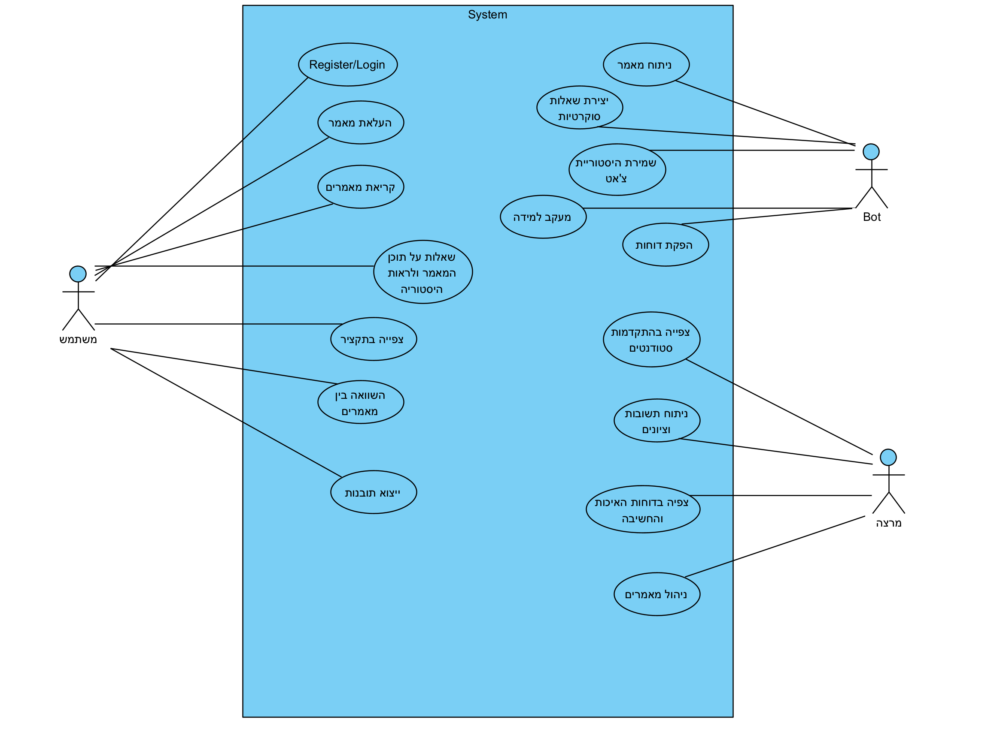 System
Register/Login
העלאת מאמר
קריאת מאמרים
שאלות על תוכן
המאמר ולראות
היסטוריה
צפייה בתקציר
השוואה בין
מאמרים
ייצוא תובנות
משתמש
ניתוח מאמר
יצירת שאלות
סוקרטיות
שמירת היסטוריית
צ'אט
מעקב למידה
הפקת דוחות
Bot
צפייה בהתקדמות
סטודנטים
ניתוח תשובות
וציונים
צפיה בדוחות האיכות
והחשיבה
ניהול מאמרים
מרצה